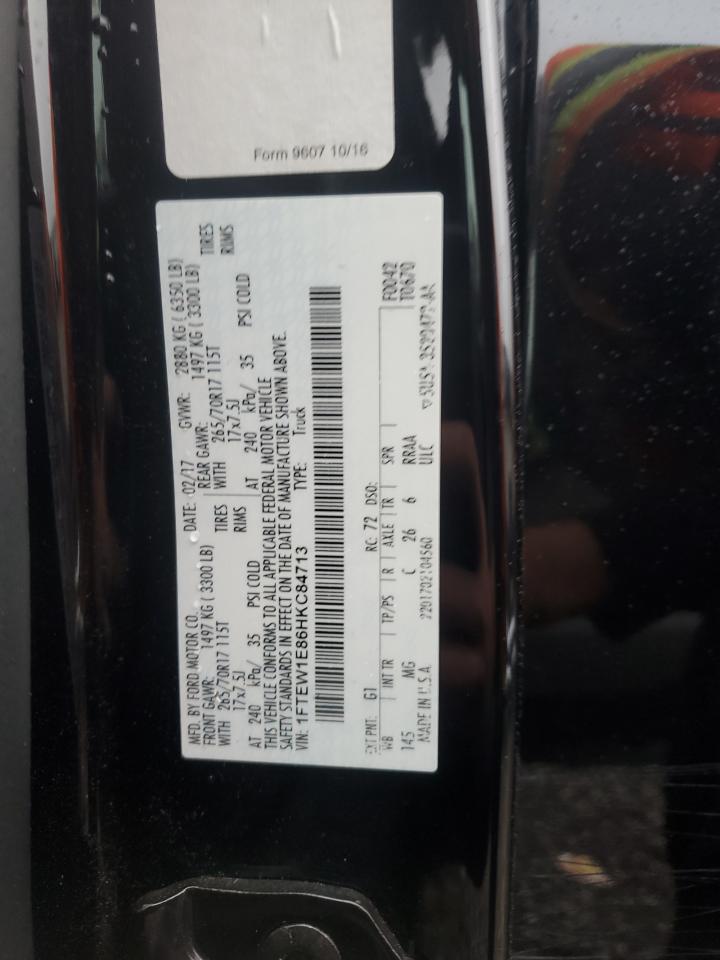 Form 9607 10/16
MFD. BY FORD MOTOR CO.
DATE: 02/17 GVWR: 2880 KG ( 6350 LB)
FRONT GAWR: 1497 KG ( 3300 LB) REAR GAWR: 1497 KG ( 3300 LB)
WITH 265/70R17 115T TIRES WITH 265/70R17 115T TIRES
17x7.5J RIMS 17x7.5J RIMS
AT 240 kPa/ 35 PSI COLD AT 240 kPa/ 35 PSI COLD
THIS VEHICLE CONFORMS TO ALL APPLICABLE FEDERAL MOTOR VEHICLE
SAFETY STANDARDS IN EFFECT ON THE DATE OF MANUFACTURE SHOWN ABOVE.
VIN: 1FTEW1E86HKC84713 TYPE: Truck
EXT PNT: G1 RC: 72 DSO: F0042
WB INT TR TP/PS R AXLE TR SPR T0670
145 MG C 26 6 RRAA
MADE IN U.S.A. 2201702104560 ULC